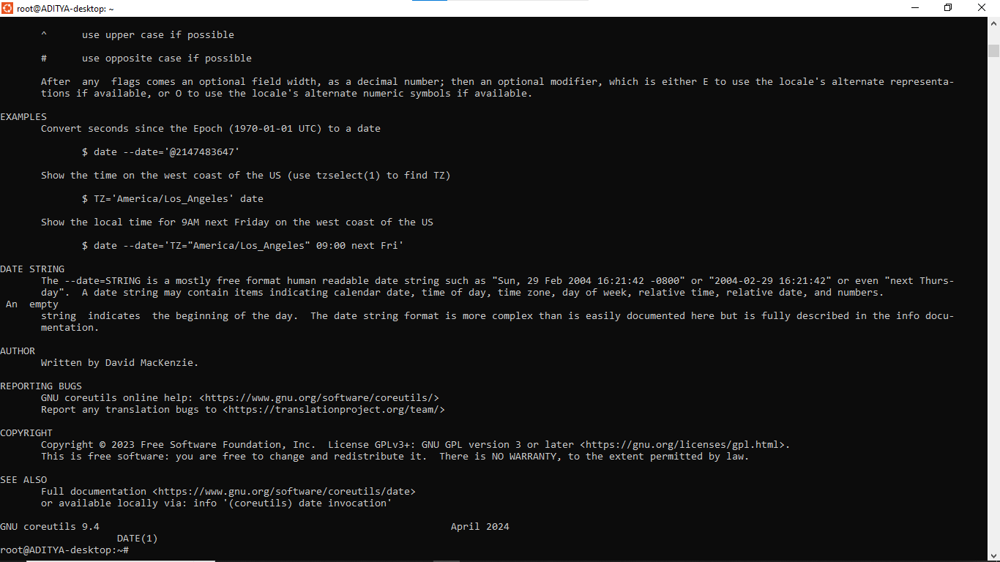 root@ADITYA-desktop: ~
^ use upper case if possible
# use opposite case if possible
After any flags comes an optional field width, as a decimal number; then an optional modifier, which is either E to use the locale's alternate representa-
tions if available, or O to use the locale's alternate numeric symbols if available.
EXAMPLES
Convert seconds since the Epoch (1970-01-01 UTC) to a date
$ date --date='@2147483647'
Show the time on the west coast of the US (use tzselect(1) to find TZ)
$ TZ='America/Los_Angeles' date
Show the local time for 9AM next Friday on the west coast of the US
$ date --date='TZ="America/Los_Angeles" 09:00 next Fri'
DATE STRING
The --date=STRING is a mostly free format human readable date string such as "Sun, 29 Feb 2004 16:21:42 -0800" or "2004-02-29 16:21:42" or even "next Thurs-
day".  A date string may contain items indicating calendar date, time of day, time zone, day of week, relative time, relative date, and numbers.
An empty
string indicates the beginning of the day.  The date string format is more complex than is easily documented here but is fully described in the info docu-
mentation.
AUTHOR
Written by David MacKenzie.
REPORTING BUGS
GNU coreutils online help: <https://www.gnu.org/software/coreutils/>
Report any translation bugs to <https://translationproject.org/team/>
COPYRIGHT
Copyright © 2023 Free Software Foundation, Inc.  License GPLv3+: GNU GPL version 3 or later <https://gnu.org/licenses/gpl.html>.
This is free software: you are free to change and redistribute it.  There is NO WARRANTY, to the extent permitted by law.
SEE ALSO
Full documentation <https://www.gnu.org/software/coreutils/date>
or available locally via: info '(coreutils) date invocation'
GNU coreutils 9.4 April 2024
DATE(1)
root@ADITYA-desktop:~#